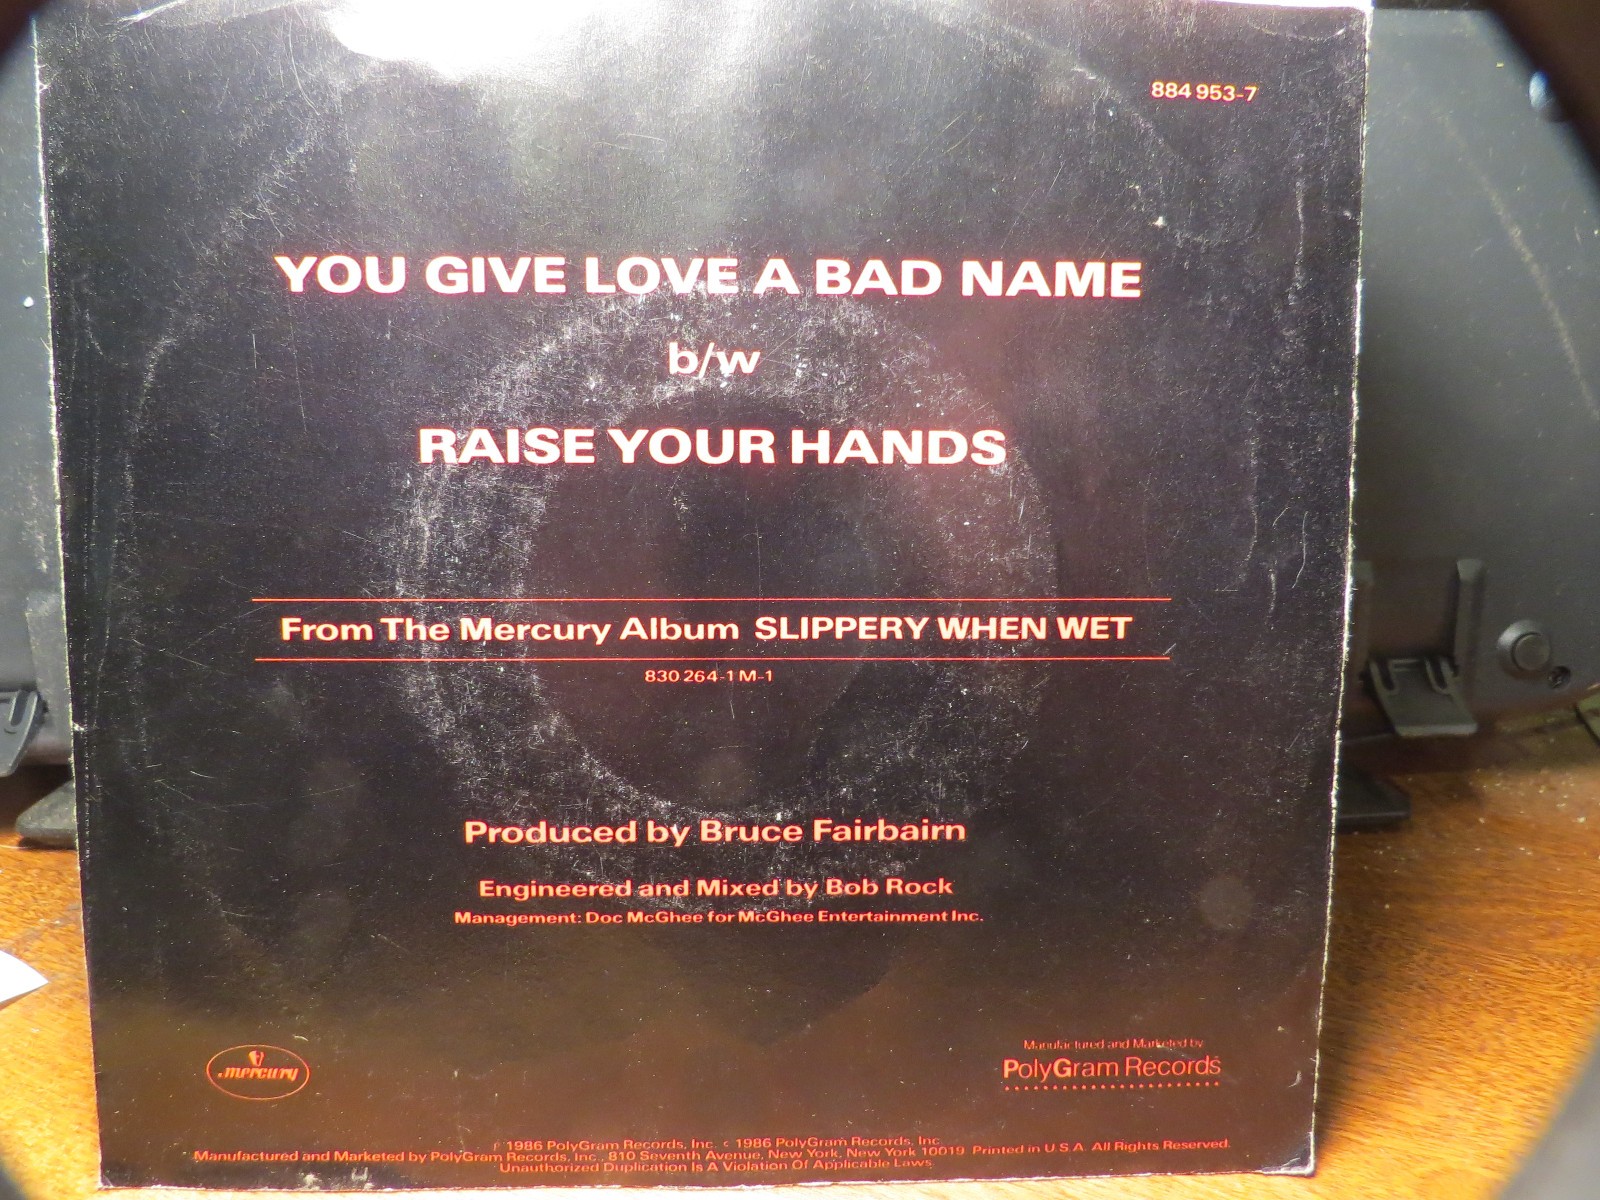 884 953-7
YOU GIVE LOVE A BAD NAME
b/w
RAISE YOUR HANDS
From The Mercury Album SLIPPERY WHEN WET
830 264-1 M-1
Produced by Bruce Fairbairn
Engineered and Mixed by Bob Rock
Management: Doc McGhee for McGhee Entertainment Inc.
mercury
Manufactured and Marketed by
PolyGram Records
℗ 1986 PolyGram Records, Inc. © 1986 PolyGram Records, Inc.
Manufactured and Marketed by PolyGram Records, Inc., 810 Seventh Avenue, New York, New York 10019 Printed in U.S.A. All Rights Reserved.
Unauthorized Duplication Is A Violation Of Applicable Laws.